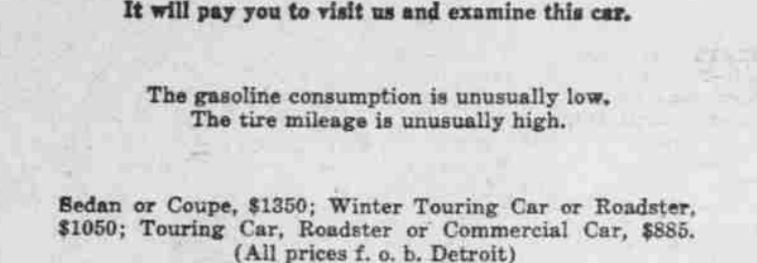 It will pay you to visit us and examine this car.
The gasoline consumption is unusually low.
The tire mileage is unusually high.
Sedan or Coupe, $1350; Winter Touring Car or Roadster,
$1050; Touring Car, Roadster or Commercial Car, $885.
(All prices f. o. b. Detroit)